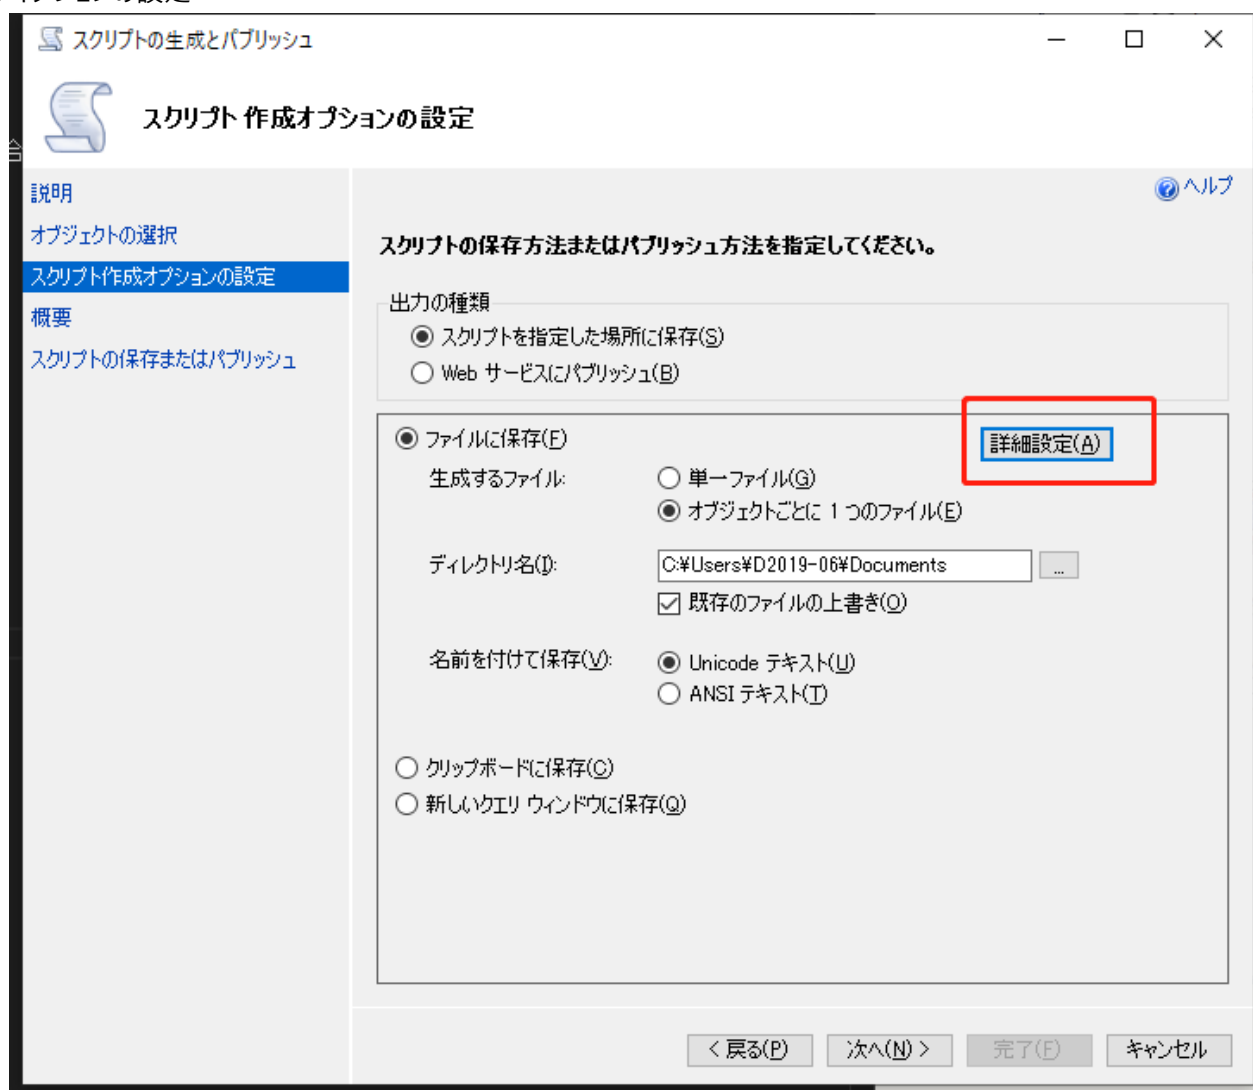 スクリプトの生成とパブリッシュ
スクリプト作成オプションの設定
説明
オブジェクトの選択
スクリプト作成オプションの設定
概要
スクリプトの保存またはパブリッシュ
ヘルプ
スクリプトの保存方法またはパブリッシュ方法を指定してください。
出力の種類
スクリプトを指定した場所に保存(S)
Web サービスにパブリッシュ(B)
ファイルに保存(F)
詳細設定(A)
生成するファイル:
単一ファイル(G)
オブジェクトごとに 1 つのファイル(E)
ディレクトリ名(I):
C:¥Users¥D2019-06¥Documents
...
既存のファイルの上書き(O)
名前を付けて保存(V):
Unicode テキスト(U)
ANSI テキスト(T)
クリップボードに保存(C)
新しいクエリ ウィンドウに保存(Q)
< 戻る(P)
次へ(N) >
完了(F)
キャンセル